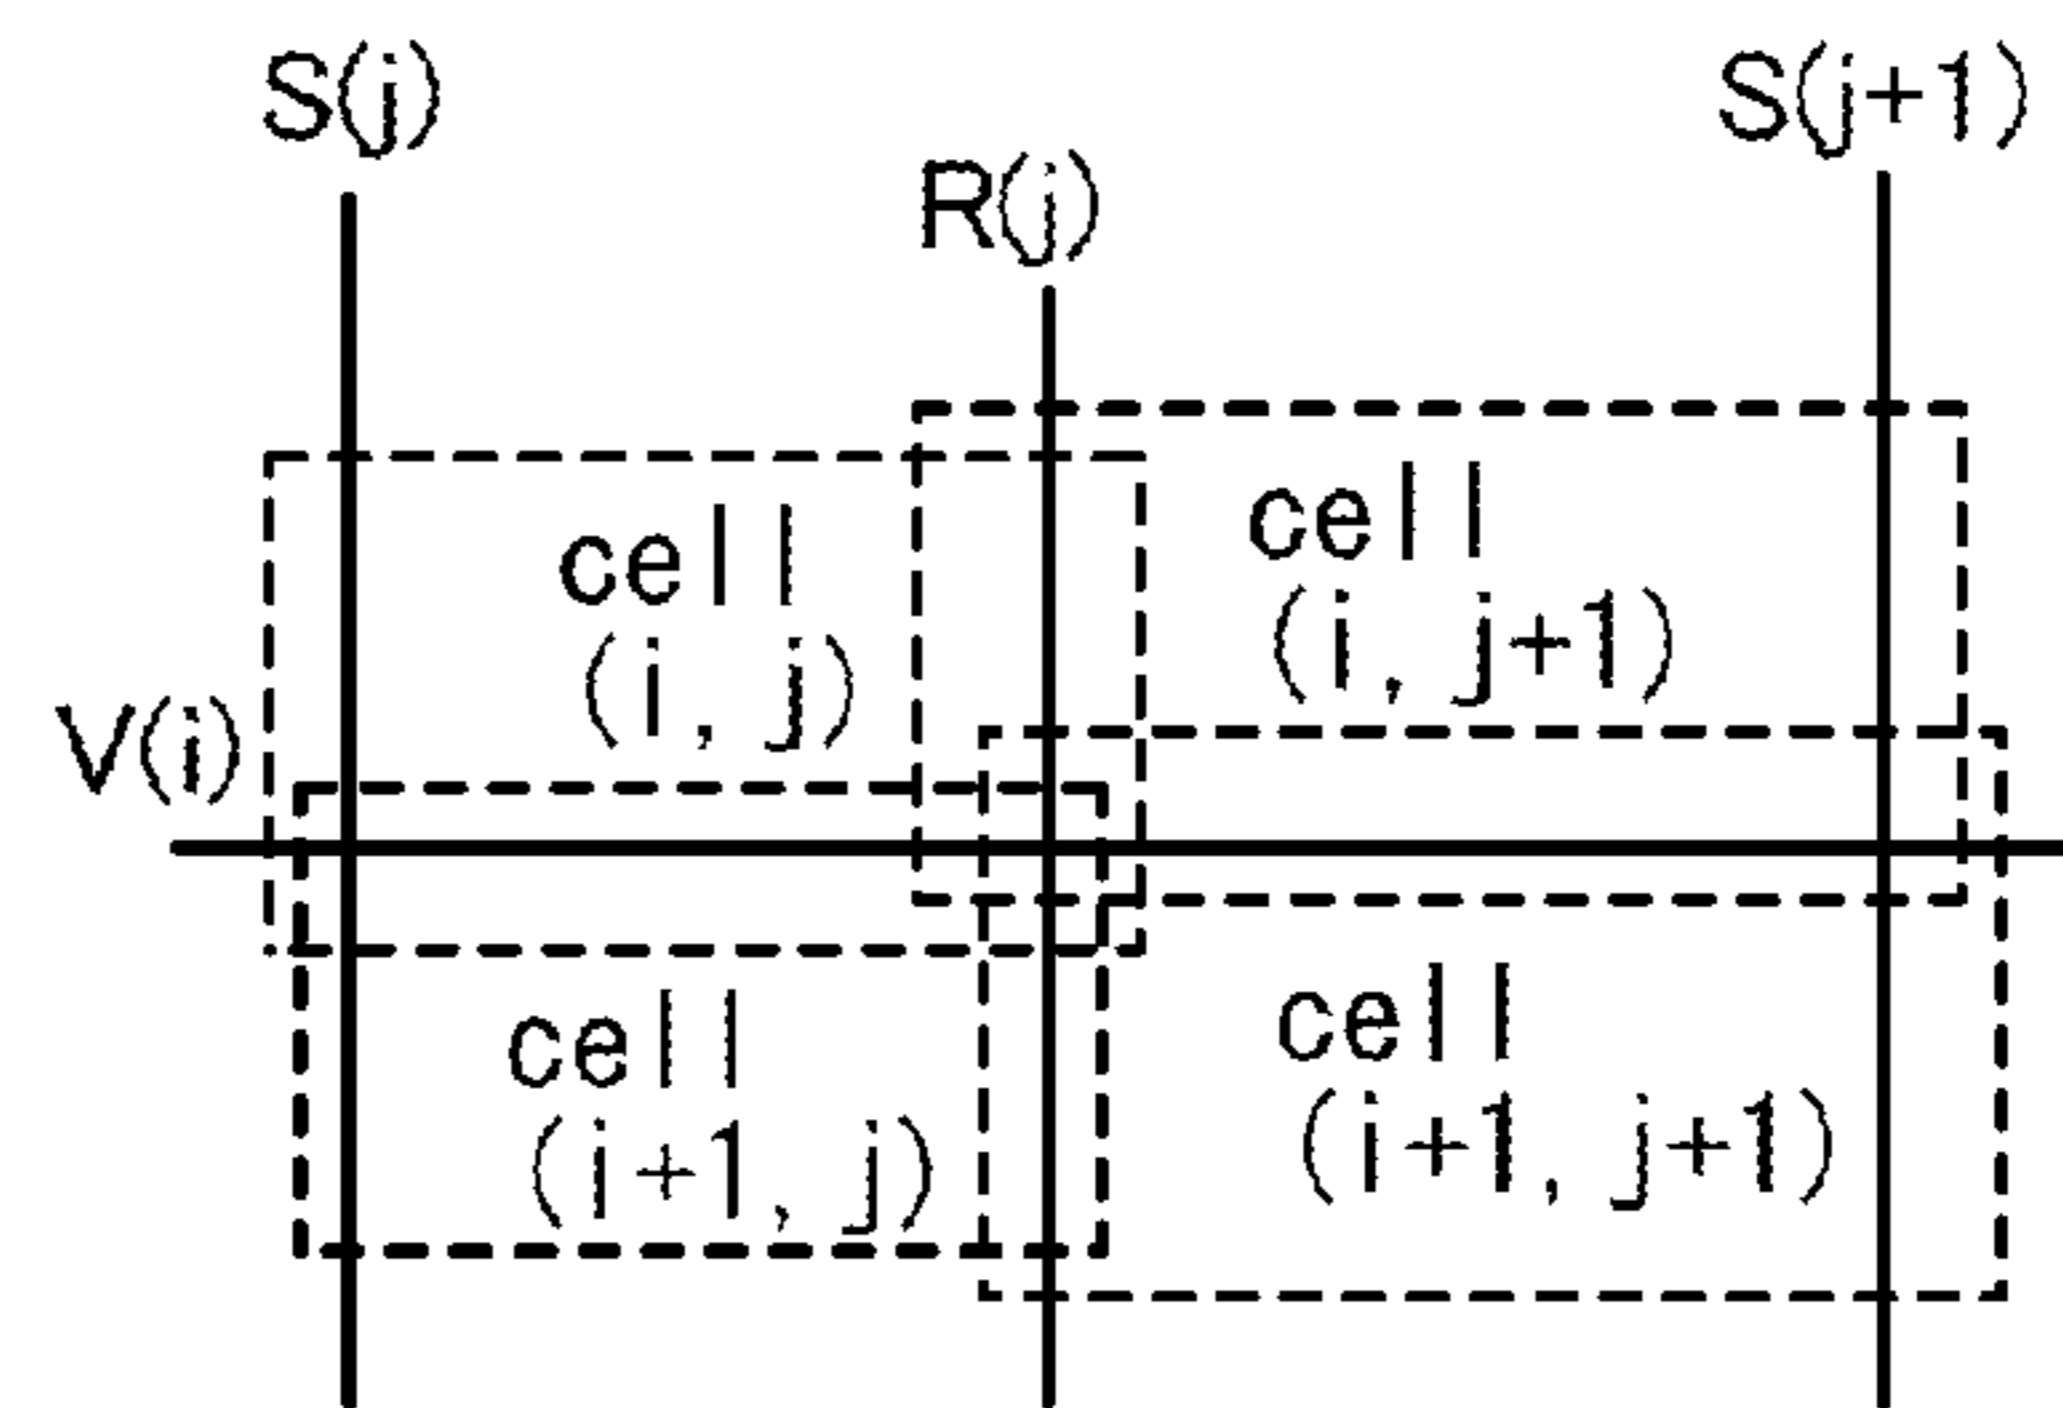 S(j)
S(j+1)
R(j)
cell
(i, j)
cell
(i, j+1)
V(i)
cell
(i+1, j)
cell
(i+1, j+1)